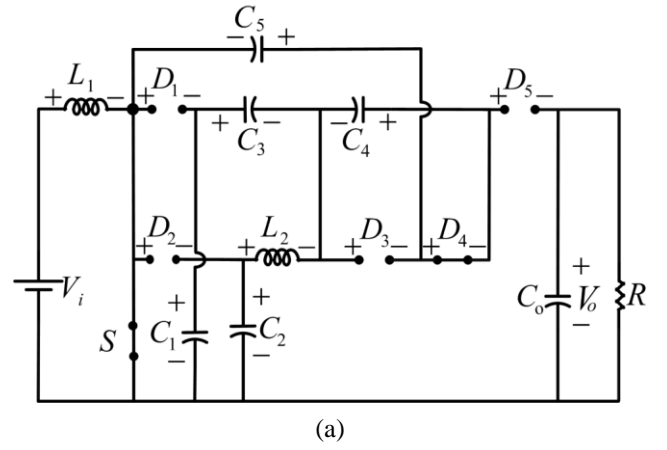 C5
− +
L1 D1 D5
+ − + − + − − + + −
C3 C4
D2 L2 D3 D4
+ − + − + − + −
Vi S + C1 − + C2 − Co + Vo − R
(a)